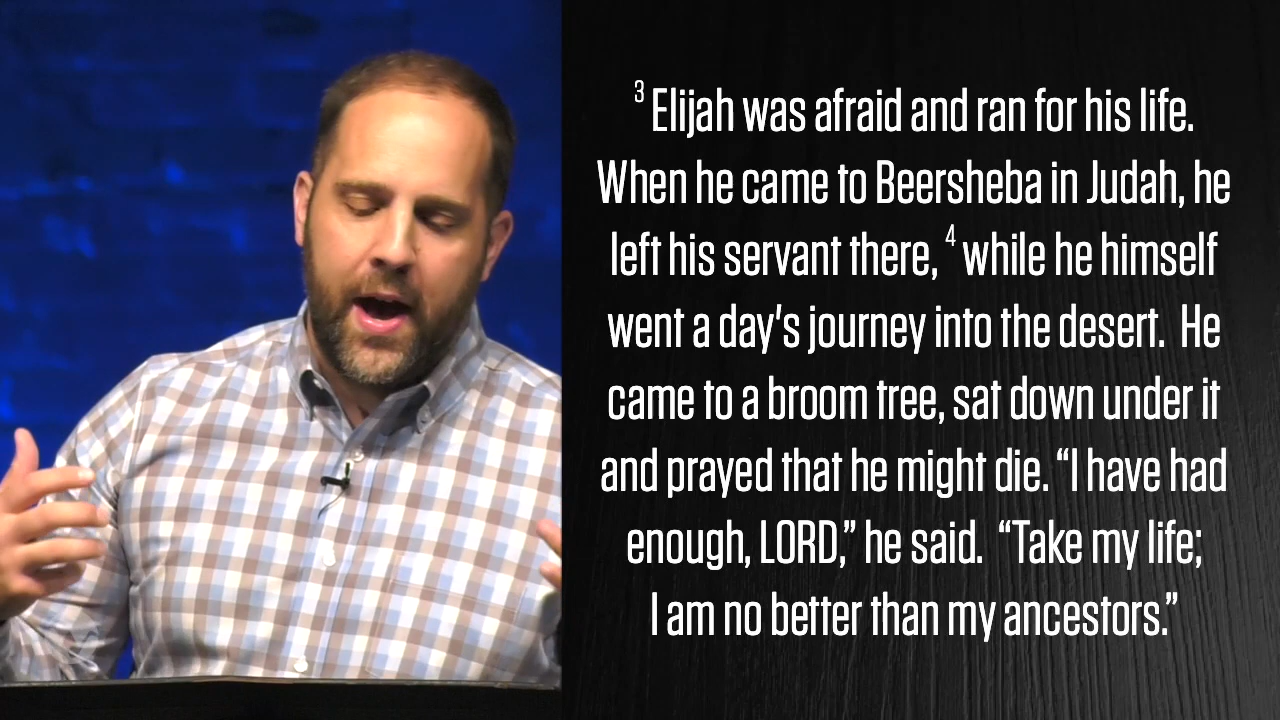 3 Elijah was afraid and ran for his life.
When he came to Beersheba in Judah, he
left his servant there, 4 while he himself
went a day's journey into the desert.  He
came to a broom tree, sat down under it
and prayed that he might die. “I have had
enough, LORD,” he said.  “Take my life;
I am no better than my ancestors.”